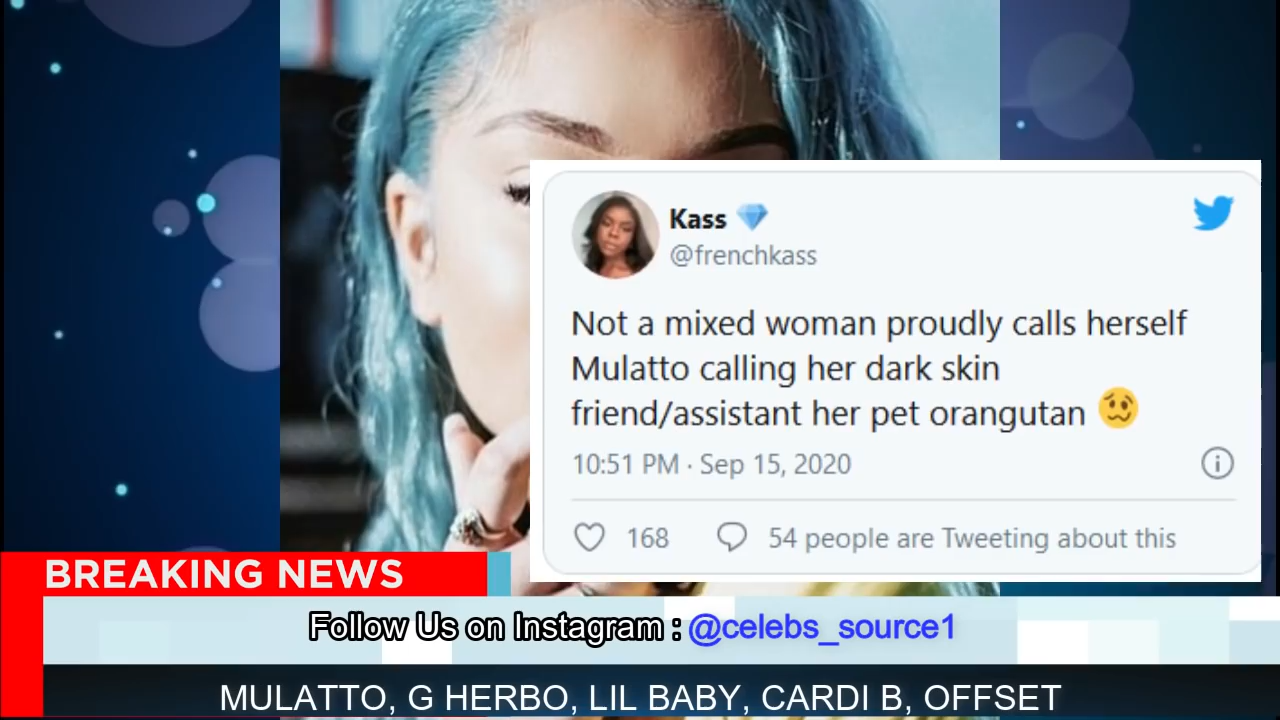 Kass 💎
@frenchkass
Not a mixed woman proudly calls herself
Mulatto calling her dark skin
friend/assistant her pet orangutan 🥴
10:51 PM · Sep 15, 2020
168 54 people are Tweeting about this
BREAKING NEWS
Follow Us on Instagram : @celebs_source1
MULATTO, G HERBO, LIL BABY, CARDI B, OFFSET